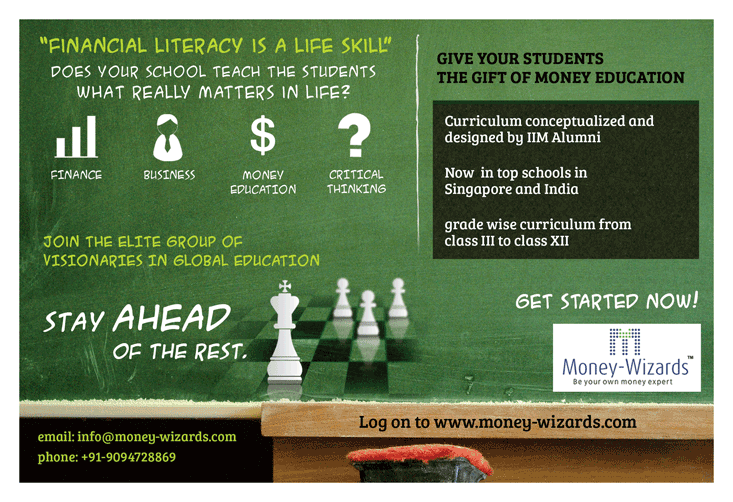 "FINANCIAL LITERACY IS A LIFE SKILL"
DOES YOUR SCHOOL TEACH THE STUDENTS
WHAT REALLY MATTERS IN LIFE?
FINANCE
BUSINESS
$
MONEY
EDUCATION
?
CRITICAL
THINKING
JOIN THE ELITE GROUP OF
VISIONARIES IN GLOBAL EDUCATION
STAY AHEAD
OF THE REST.
GIVE YOUR STUDENTS
THE GIFT OF MONEY EDUCATION
Curriculum conceptualized and
designed by IIM Alumni
Now in top schools in
Singapore and India
grade wise curriculum from
class III to class XII
GET STARTED NOW!
Money-Wizards™
Be your own money expert
Log on to www.money-wizards.com
email: info@money-wizards.com
phone: +91-9094728869